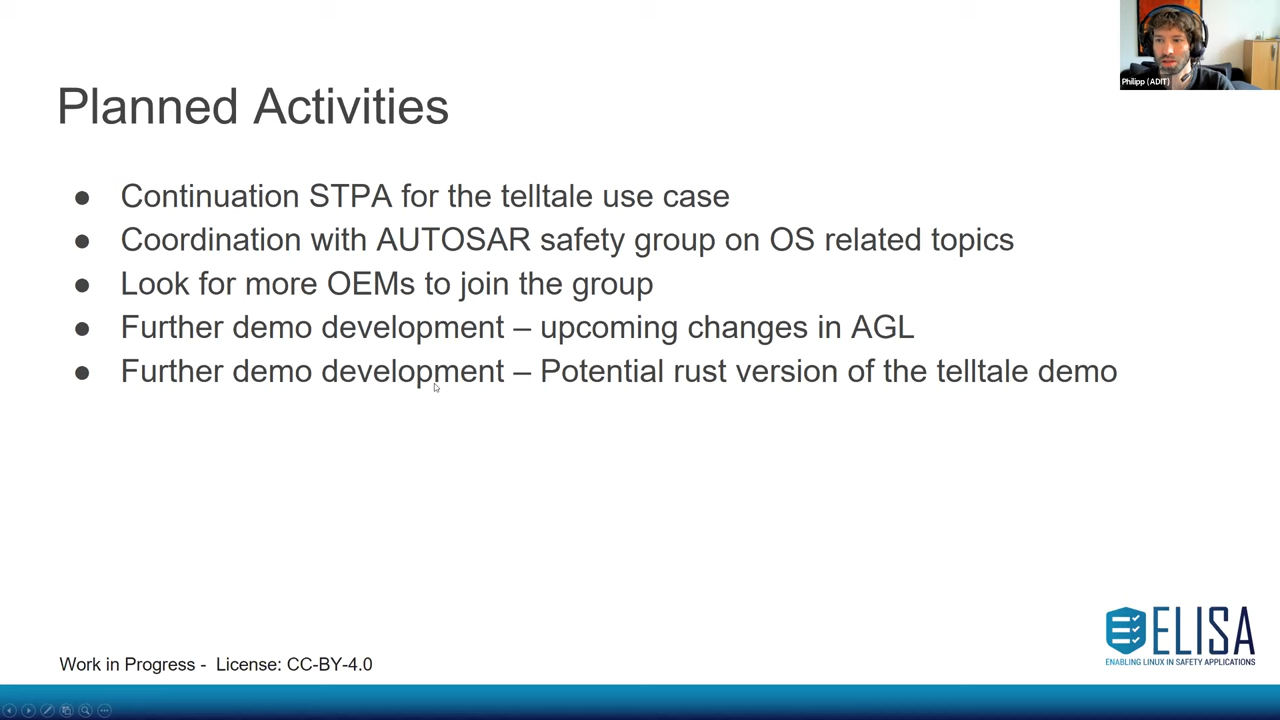 Philipp (ADIT)
Planned Activities
● Continuation STPA for the telltale use case
● Coordination with AUTOSAR safety group on OS related topics
● Look for more OEMs to join the group
● Further demo development – upcoming changes in AGL
● Further demo development – Potential rust version of the telltale demo
ELISA
ENABLING LINUX IN SAFETY APPLICATIONS
Work in Progress - License: CC-BY-4.0